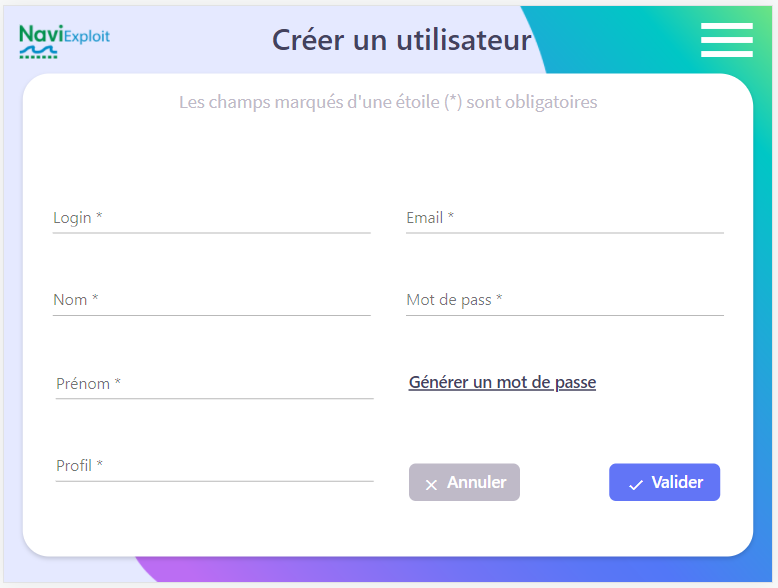 NaviExploit
Créer un utilisateur
Les champs marqués d'une étoile (*) sont obligatoires
Login *
Email *
Nom *
Mot de pass *
Prénom *
Générer un mot de passe
Profil *
Annuler
Valider